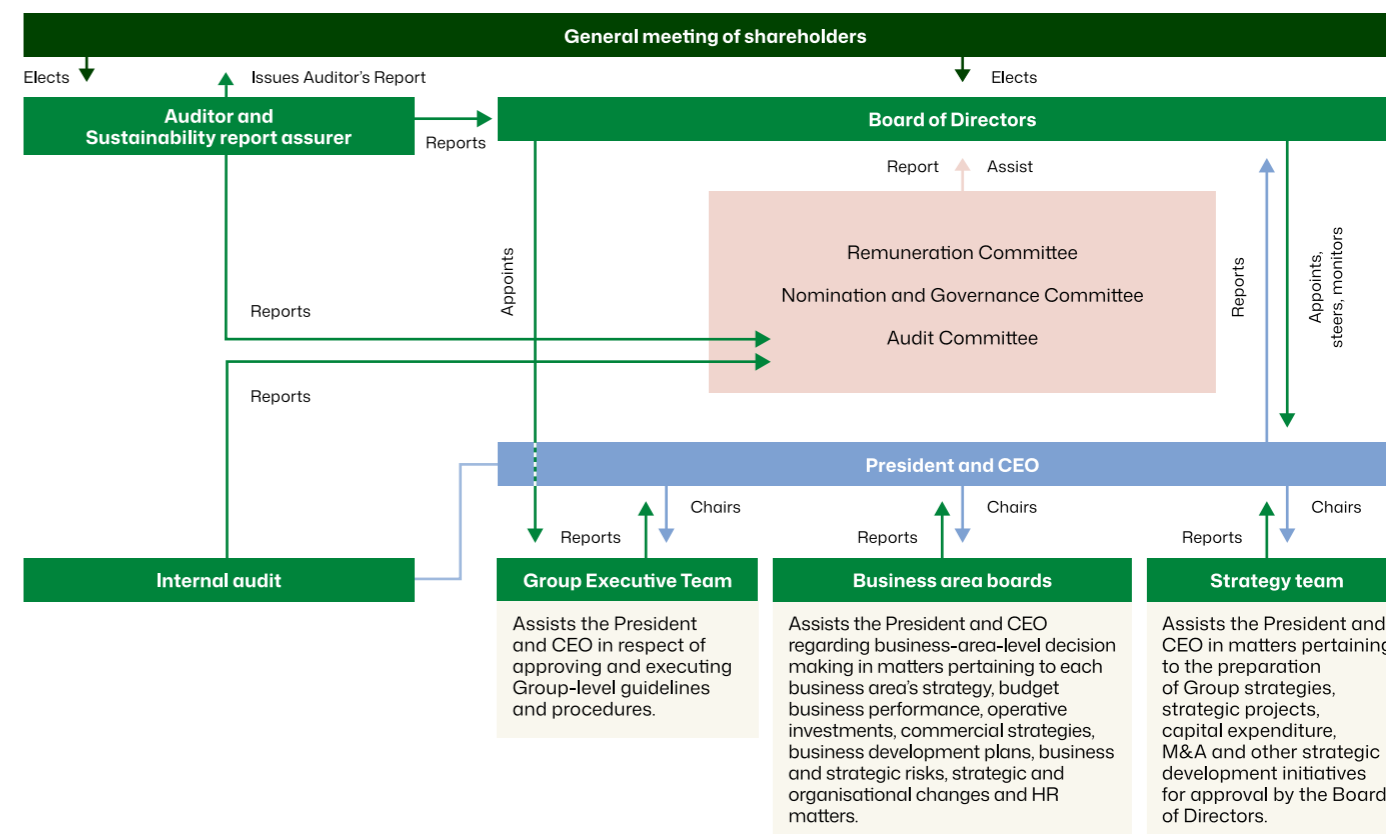 General meeting of shareholders
Elects
Issues Auditor's Report
Elects
Auditor and
Sustainability report assurer
Reports
Board of Directors
Report
Assist
Appoints
Remuneration Committee
Nomination and Governance Committee
Audit Committee
Reports
Appoints,
steers, monitors
Reports
Reports
President and CEO
Chairs
Chairs
Chairs
Reports
Reports
Reports
Internal audit
Group Executive Team
Assists the President
and CEO in respect of
approving and executing
Group-level guidelines
and procedures.
Business area boards
Assists the President and CEO
regarding business-area-level decision
making in matters pertaining to each
business area's strategy, budget
business performance, operative
investments, commercial strategies,
business development plans, business
and strategic risks, strategic and
organisational changes and HR
matters.
Strategy team
Assists the President and
CEO in matters pertaining
to the preparation
of Group strategies,
strategic projects,
capital expenditure,
M&A and other strategic
development initiatives
for approval by the Board
of Directors.